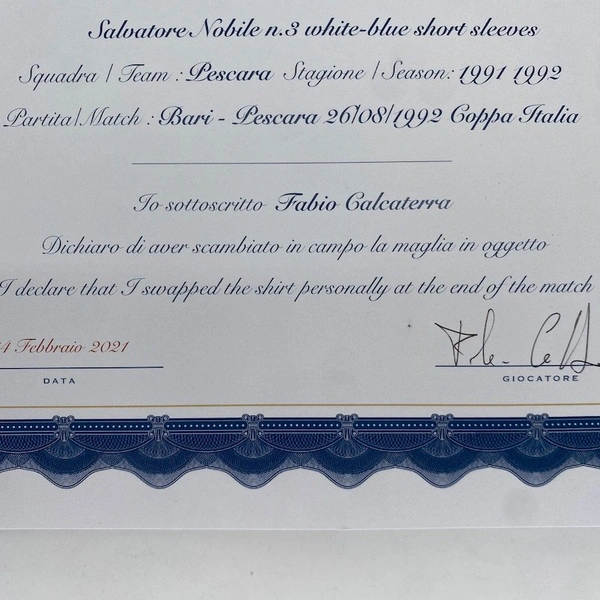 Salvatore Nobile n.3 white-blue short sleeves
Squadra / Team : Pescara Stagione / Season: 1991 1992
Partita/Match : Bari - Pescara 26/08/1992 Coppa Italia
Io sottoscritto Fabio Calcaterra
Dichiaro di aver scambiato in campo la maglia in oggetto
I declare that I swapped the shirt personally at the end of the match
4 Febbraio 2021
DATA
GIOCATORE